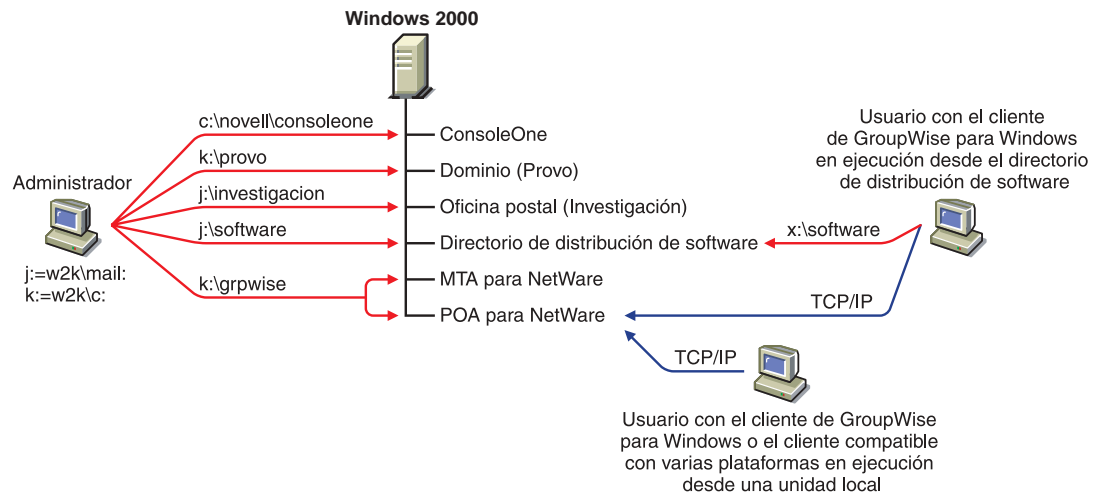 Windows 2000
c:\novell\consoleone
ConsoleOne
k:\provo
Dominio (Provo)
Administrador
j:\investigacion
Oficina postal (Investigación)
j:\software
Directorio de distribución de software
x:\software
j:=w2k\mail:
k:=w2k\c:
k:\grpwise
MTA para NetWare
POA para NetWare
TCP/IP
TCP/IP
Usuario con el cliente
de GroupWise para Windows
en ejecución desde el directorio
de distribución de software
Usuario con el cliente de GroupWise
para Windows o el cliente compatible
con varias plataformas en ejecución
desde una unidad local